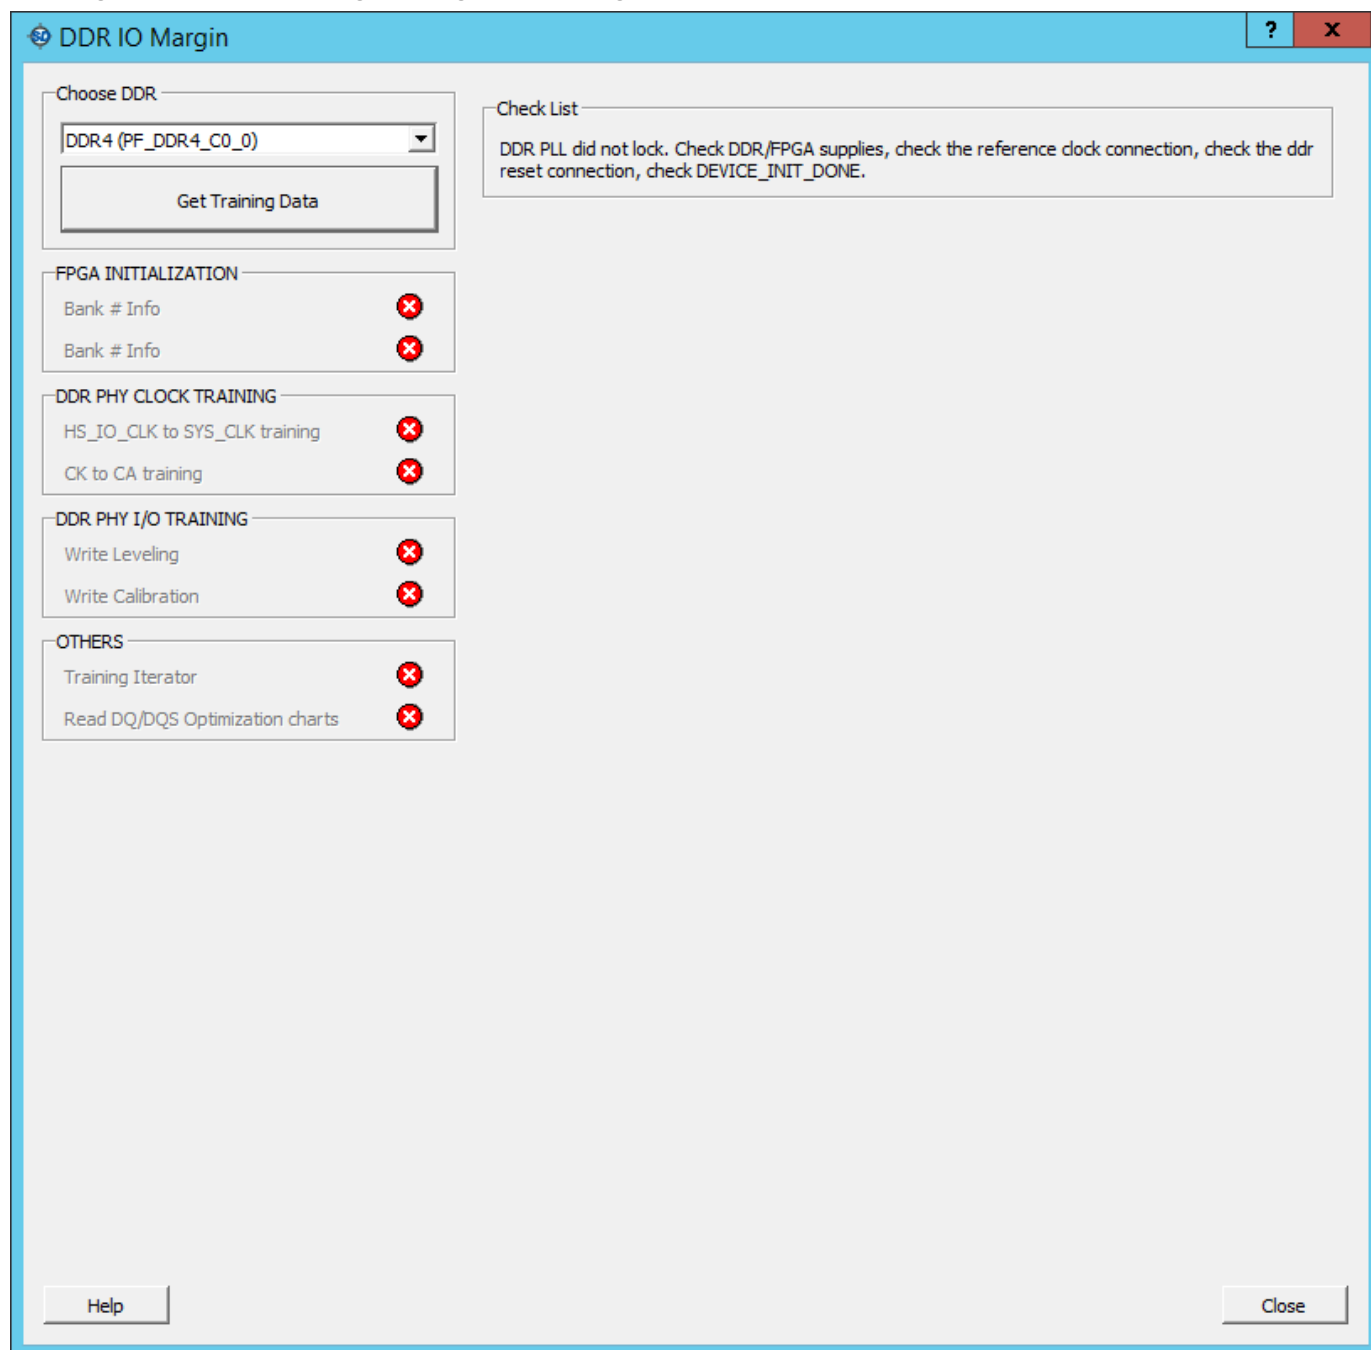 DDR IO Margin
?
x
Choose DDR
DDR4 (PF_DDR4_C0_0)
Get Training Data
Check List
DDR PLL did not lock. Check DDR/FPGA supplies, check the reference clock connection, check the ddr
reset connection, check DEVICE_INIT_DONE.
FPGA INITIALIZATION
Bank # Info
Bank # Info
DDR PHY CLOCK TRAINING
HS_IO_CLK to SYS_CLK training
CK to CA training
DDR PHY I/O TRAINING
Write Leveling
Write Calibration
OTHERS
Training Iterator
Read DQ/DQS Optimization charts
Help
Close